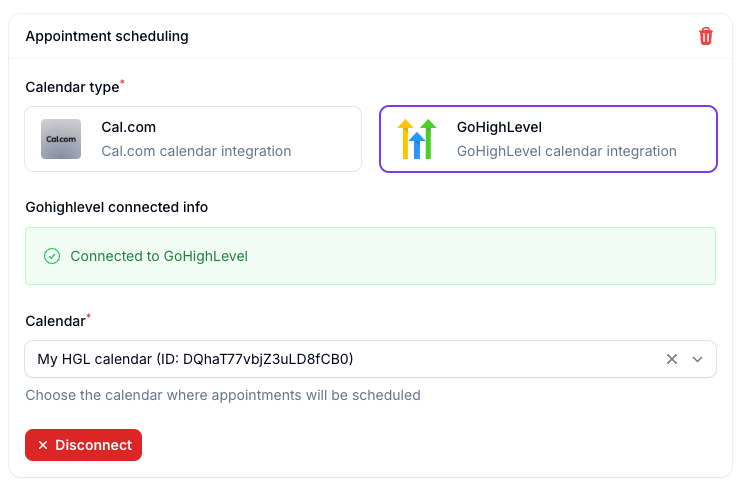 Appointment scheduling
Calendar type*
Cal.com
Cal.com
Cal.com calendar integration
GoHighLevel
GoHighLevel calendar integration
Gohighlevel connected info
Connected to GoHighLevel
Calendar*
My HGL calendar (ID: DQhaT77vbjZ3uLD8fCB0)
Choose the calendar where appointments will be scheduled
Disconnect